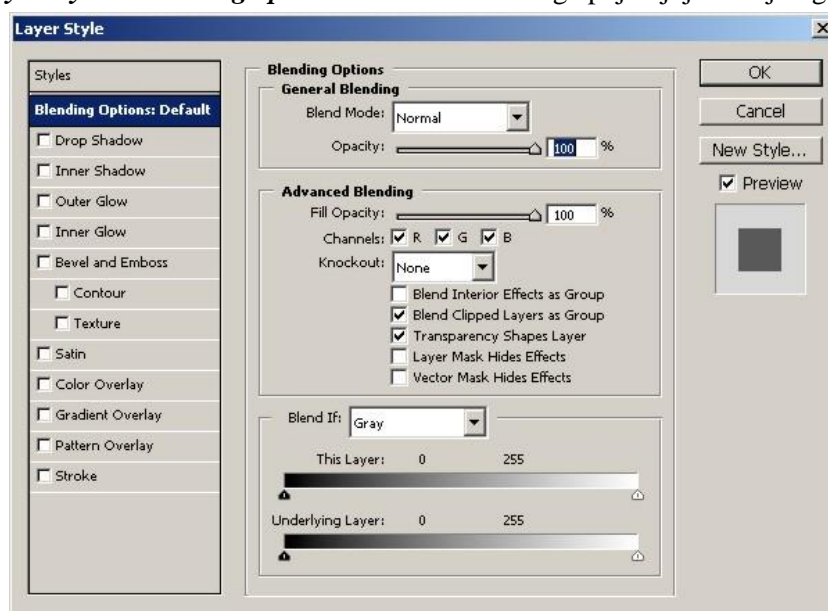 Layer Style
Styles
Blending Options: Default
Drop Shadow
Inner Shadow
Outer Glow
Inner Glow
Bevel and Emboss
Contour
Texture
Satin
Color Overlay
Gradient Overlay
Pattern Overlay
Stroke
Blending Options
General Blending
Blend Mode: Normal
Opacity: 100 %
Advanced Blending
Fill Opacity: 100 %
Channels: R G B
Knockout: None
Blend Interior Effects as Group
Blend Clipped Layers as Group
Transparency Shapes Layer
Layer Mask Hides Effects
Vector Mask Hides Effects
Blend If: Gray
This Layer: 0 255
Underlying Layer: 0 255
OK
Cancel
New Style...
Preview